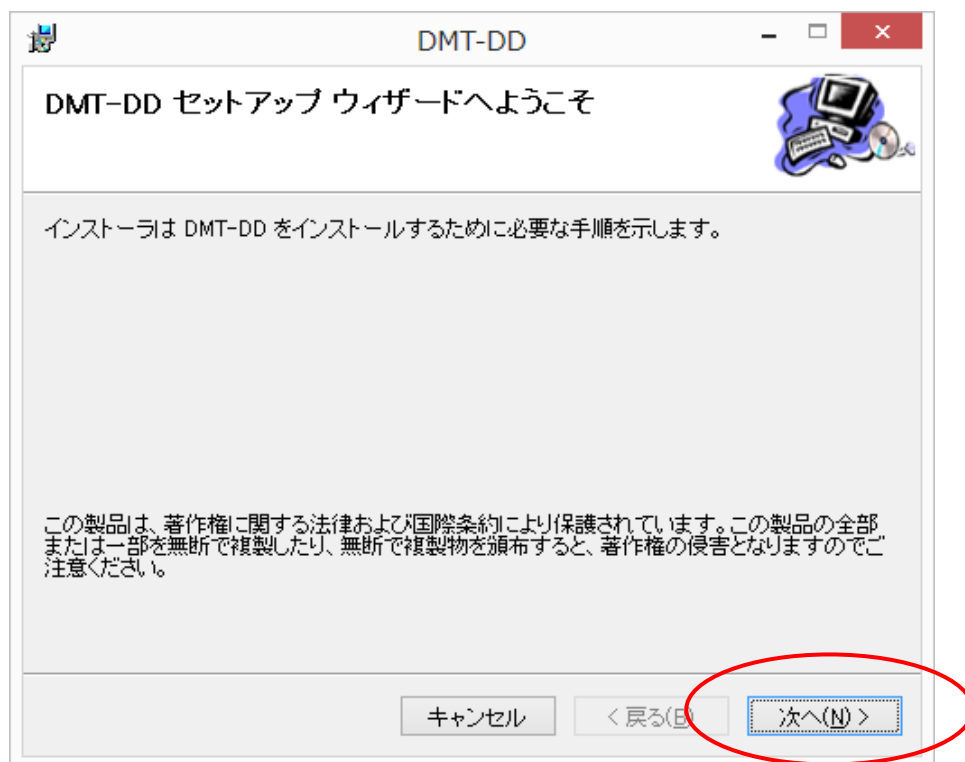 DMT-DD
DMT-DD セットアップ ウィザードへようこそ
インストーラは DMT-DD をインストールするために必要な手順を示します。
この製品は、著作権に関する法律および国際条約により保護されています。この製品の全部
または一部を無断で複製したり、無断で複製物を頒布すると、著作権の侵害となりますのでご
注意ください。
キャンセル
< 戻る(B)
次へ(N) >